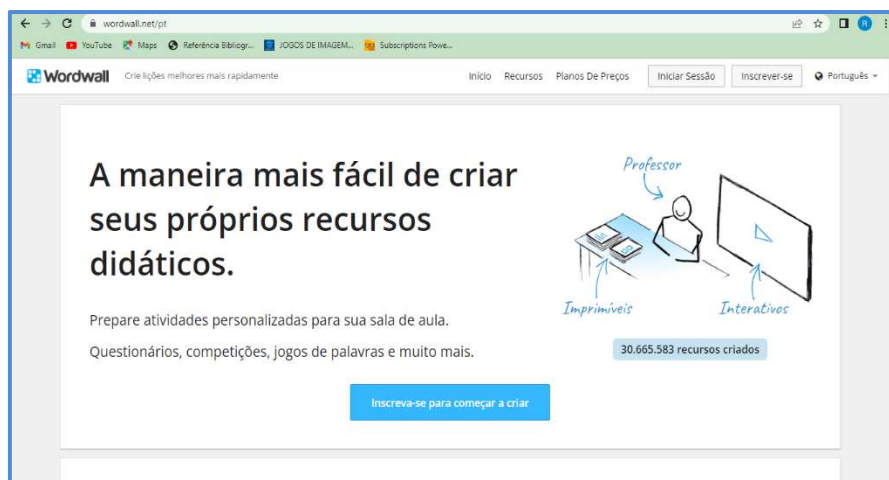 wordwall.net/pt
Gmail YouTube Maps Referência Bibliogr... JOGOS DE IMAGEM... Subscriptions Powe...
Wordwall Crie lições melhores mais rapidamente Início Recursos Planos De Preços Iniciar Sessão Inscrever-se Português
A maneira mais fácil de criar
seus próprios recursos
didáticos.
Prepare atividades personalizadas para sua sala de aula.
Questionários, competições, jogos de palavras e muito mais.
Professor
Imprimíveis Interativos
30.665.583 recursos criados
Inscreva-se para começar a criar